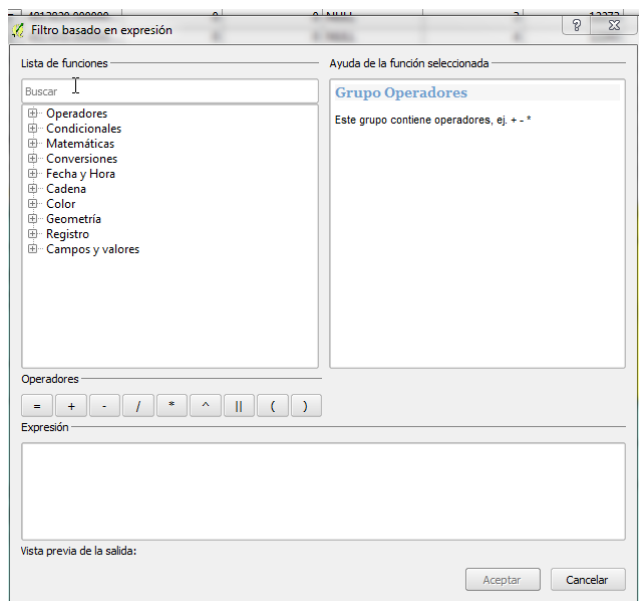 Filtro basado en expresión
Lista de funciones
Buscar
Operadores
Condicionales
Matemáticas
Conversiones
Fecha y Hora
Cadena
Color
Geometría
Registro
Campos y valores
Ayuda de la función seleccionada
Grupo Operadores
Este grupo contiene operadores, ej. + - *
Operadores
= + - / * ^ || ( )
Expresión
Vista previa de la salida:
Aceptar Cancelar